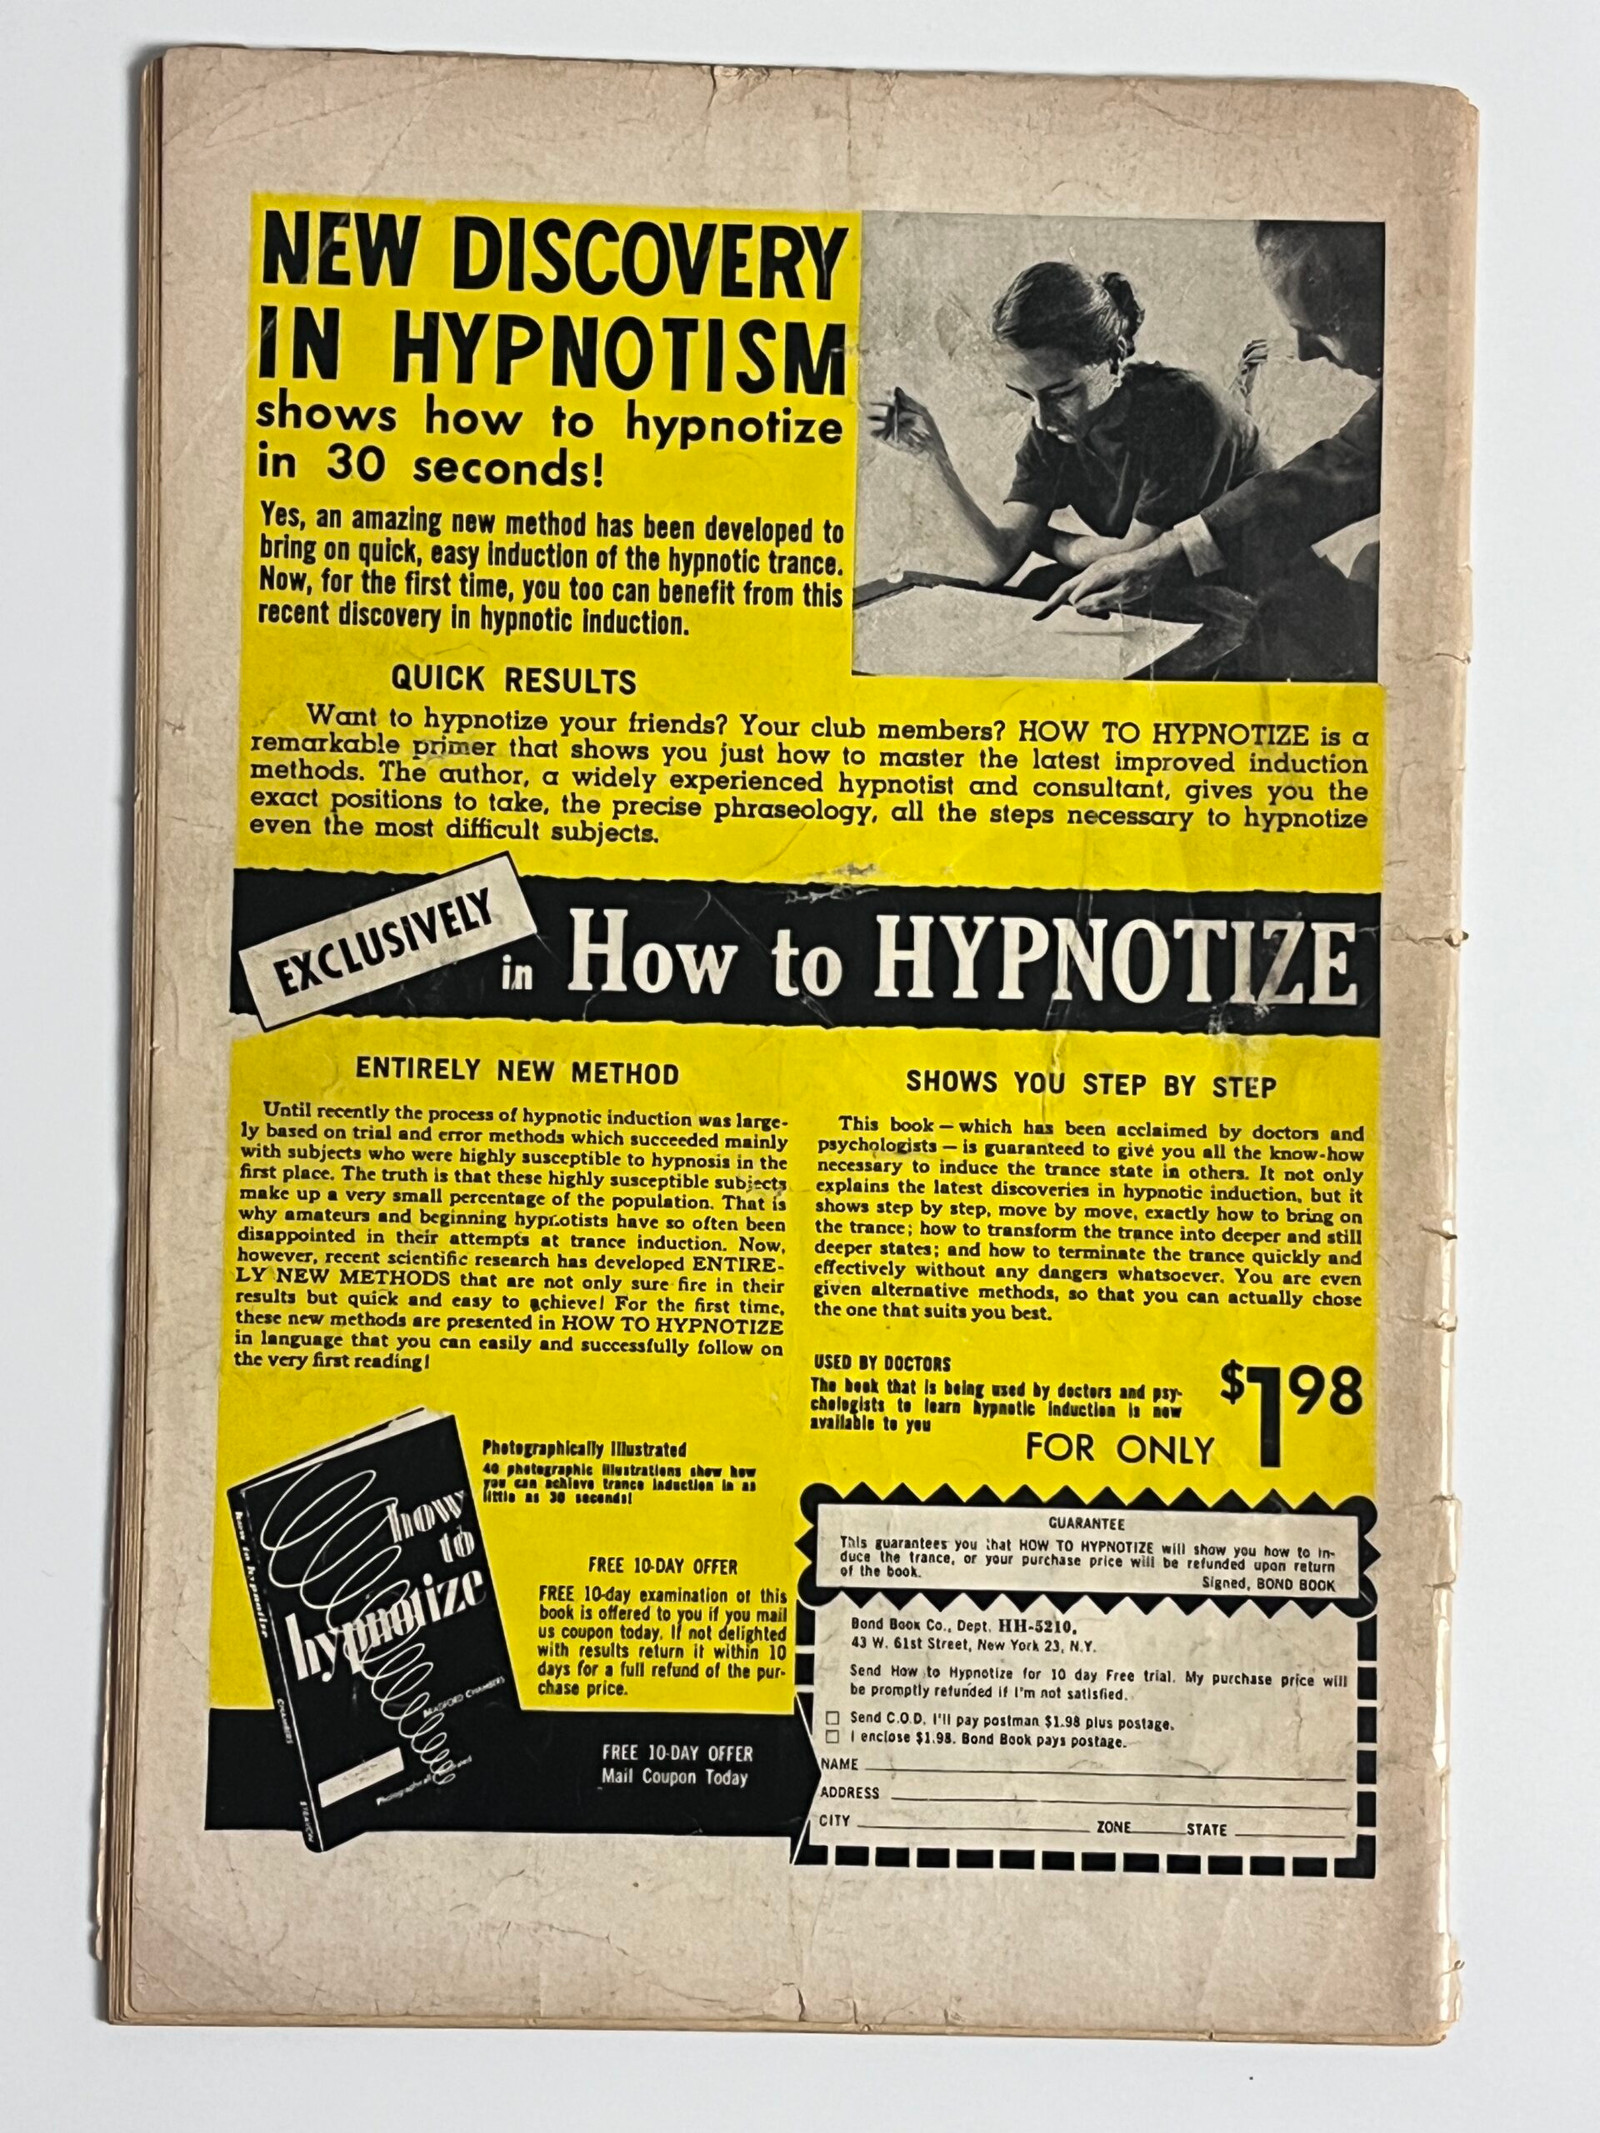 NEW DISCOVERY
IN HYPNOTISM
shows how to hypnotize
in 30 seconds!
Yes, an amazing new method has been developed to
bring on quick, easy induction of the hypnotic trance.
Now, for the first time, you too can benefit from this
recent discovery in hypnotic induction.
QUICK RESULTS
Want to hypnotize your friends? Your club members? HOW TO HYPNOTIZE is a
remarkable primer that shows you just how to master the latest improved induction
methods. The author, a widely experienced hypnotist and consultant, gives you the
exact positions to take, the precise phraseology, all the steps necessary to hypnotize
even the most difficult subjects.
EXCLUSIVELY
in How to HYPNOTIZE
ENTIRELY NEW METHOD
Until recently the process of hypnotic induction was large-
ly based on trial and error methods which succeeded mainly
with subjects who were highly susceptible to hypnosis in the
first place. The truth is that these highly susceptible subjects
make up a very small percentage of the population. That is
why amateurs and beginning hypnotists have so often been
disappointed in their attempts at trance induction. Now,
however, recent scientific research has developed ENTIRE-
LY NEW METHODS that are not only sure fire in their
results but quick and easy to achieve! For the first time,
these new methods are presented in HOW TO HYPNOTIZE
in language that you can easily and successfully follow on
the very first reading!
SHOWS YOU STEP BY STEP
This book — which has been acclaimed by doctors and
psychologists — is guaranteed to give you all the know-how
necessary to induce the trance state in others. It not only
explains the latest discoveries in hypnotic induction, but it
shows step by step, move by move, exactly how to bring on
the trance; how to transform the trance into deeper and still
deeper states; and how to terminate the trance quickly and
effectively without any dangers whatsoever. You are even
given alternative methods, so that you can actually chose
the one that suits you best.
USED BY DOCTORS
The book that is being used by doctors and psy-
chologists to learn hypnotic induction is now
available to you
FOR ONLY
$1 98
how to hypnotize
CHAMBERS
STRAVON
how
to
hypnotize
BRADFORD CHAMBERS
Photographically Illustrated
Photographically Illustrated
40 photographic illustrations show how
you can achieve trance induction in as
little as 30 seconds!
FREE 10-DAY OFFER
FREE 10-day examination of this
book is offered to you if you mail
us coupon today. If not delighted
with results return it within 10
days for a full refund of the pur-
chase price.
FREE 10-DAY OFFER
Mail Coupon Today
GUARANTEE
This guarantees you that HOW TO HYPNOTIZE will show you how to in-
duce the trance, or your purchase price will be refunded upon return
of the book.
Signed, BOND BOOK
Bond Book Co., Dept. HH-5210,
43 W. 61st Street, New York 23, N.Y.
Send How to Hypnotize for 10 day Free trial. My purchase price will
be promptly refunded if I'm not satisfied.
Send C.O.D. I'll pay postman $1.98 plus postage.
I enclose $1.98. Bond Book pays postage.
NAME
ADDRESS
CITY ZONE STATE